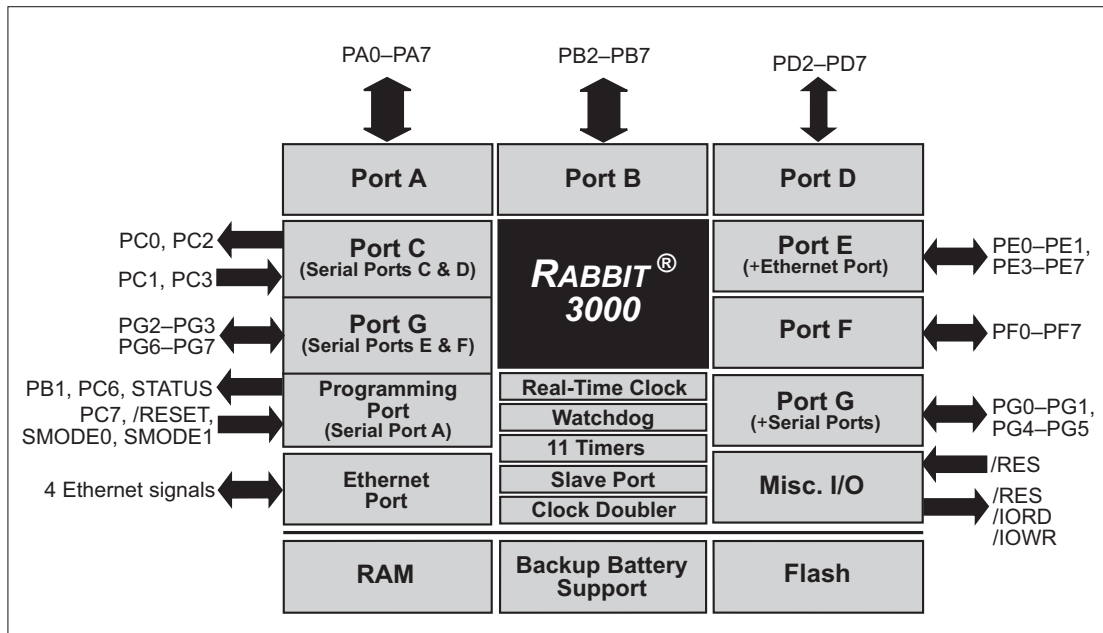 PA0–PA7
PB2–PB7
PD2–PD7
Port A
Port B
Port D
PC0, PC2
PC1, PC3
Port C
(Serial Ports C & D)
RABBIT ®
3000
Port E
(+Ethernet Port)
PE0–PE1,
PE3–PE7
PG2–PG3
PG6–PG7
Port G
(Serial Ports E & F)
Port F
PF0–PF7
PB1, PC6, STATUS
PC7, /RESET,
SMODE0, SMODE1
Programming
Port
(Serial Port A)
Real-Time Clock
Watchdog
11 Timers
Slave Port
Clock Doubler
Port G
(+Serial Ports)
PG0–PG1,
PG4–PG5
4 Ethernet signals
Ethernet
Port
Misc. I/O
/RES
/RES
/IORD
/IOWR
RAM
Backup Battery
Support
Flash